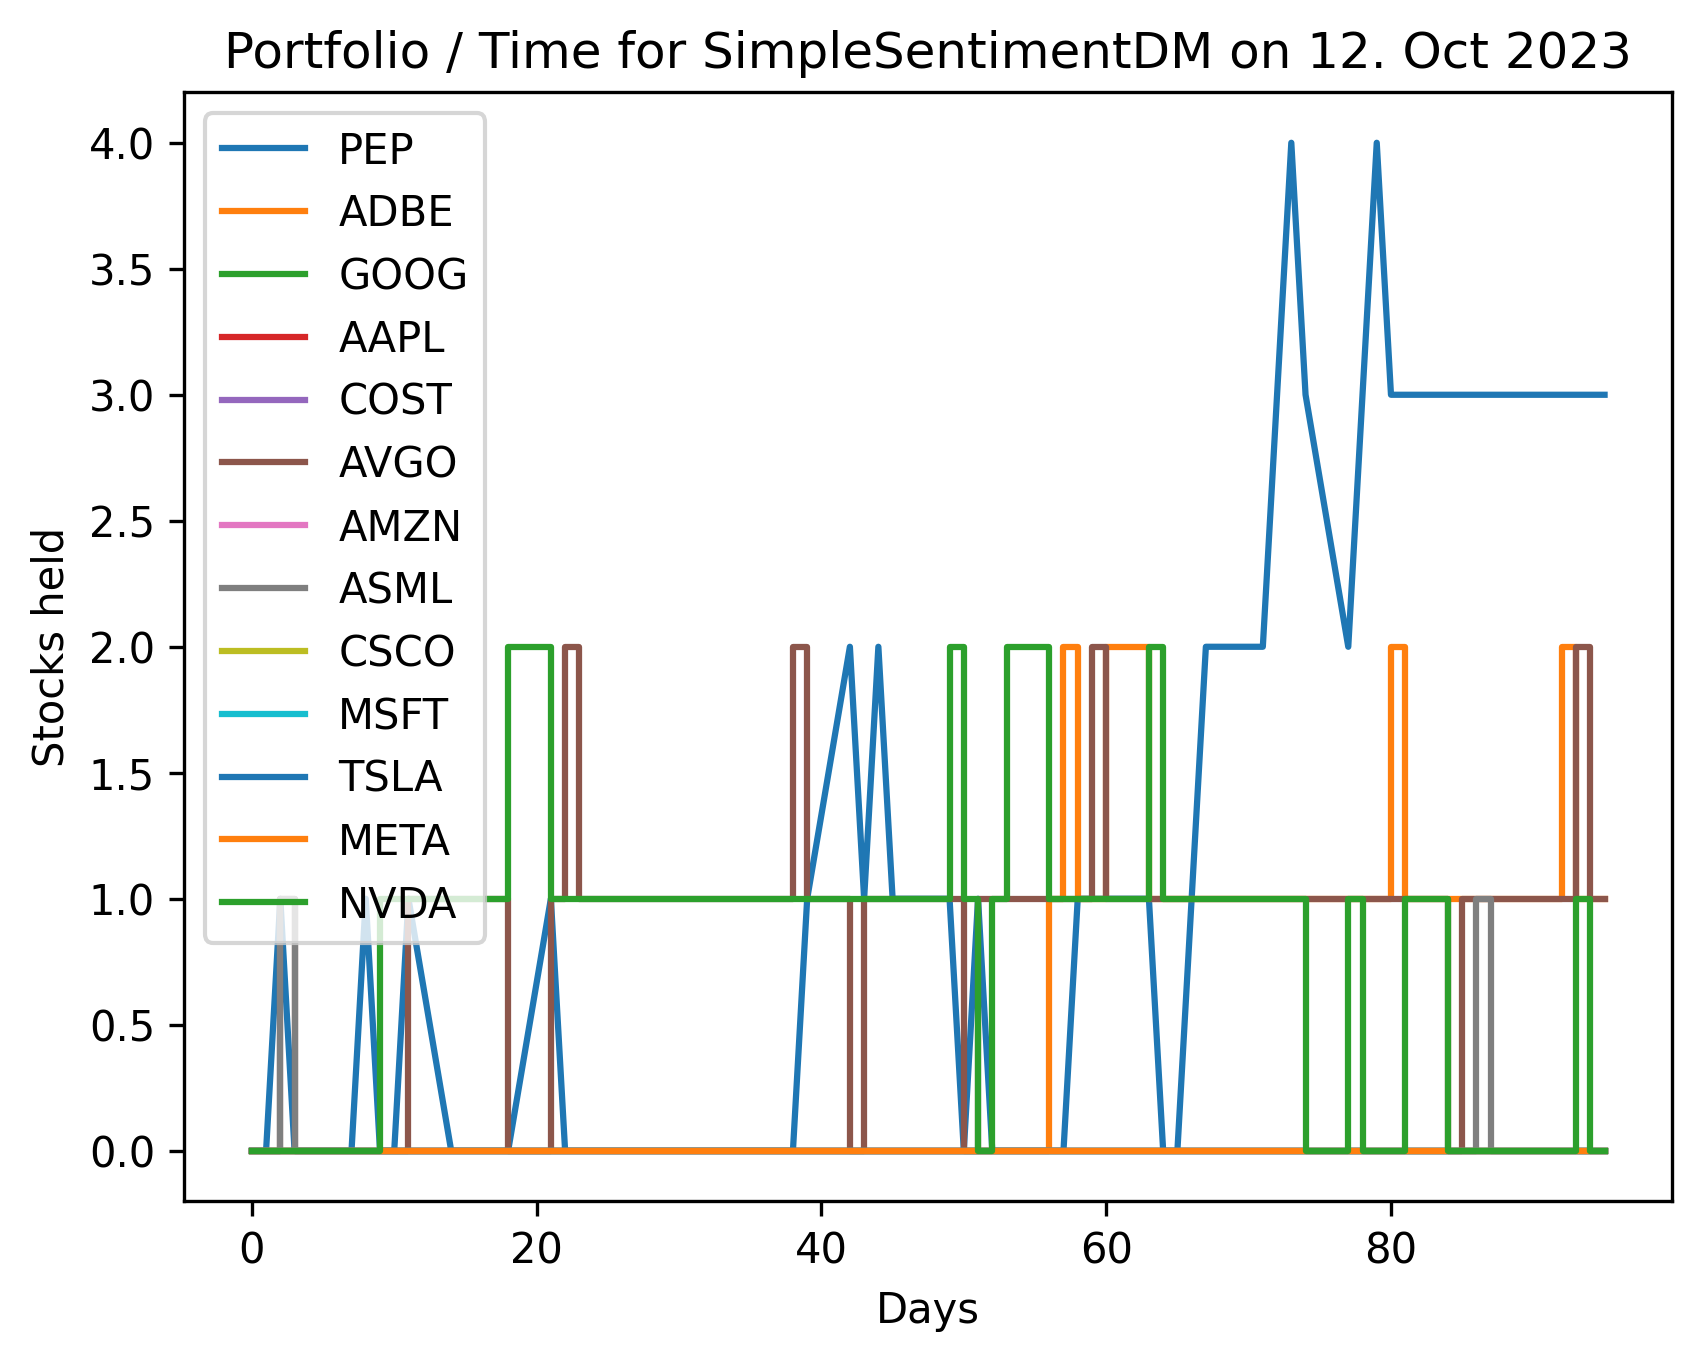 Portfolio / Time for SimpleSentimentDM on 12. Oct 2023
4.0
3.5
3.0
2.5
2.0
1.5
1.0
0.5
0.0
Stocks held
PEP
ADBE
GOOG
AAPL
COST
AVGO
AMZN
ASML
CSCO
MSFT
TSLA
META
NVDA
0 20 40 60 80
Days